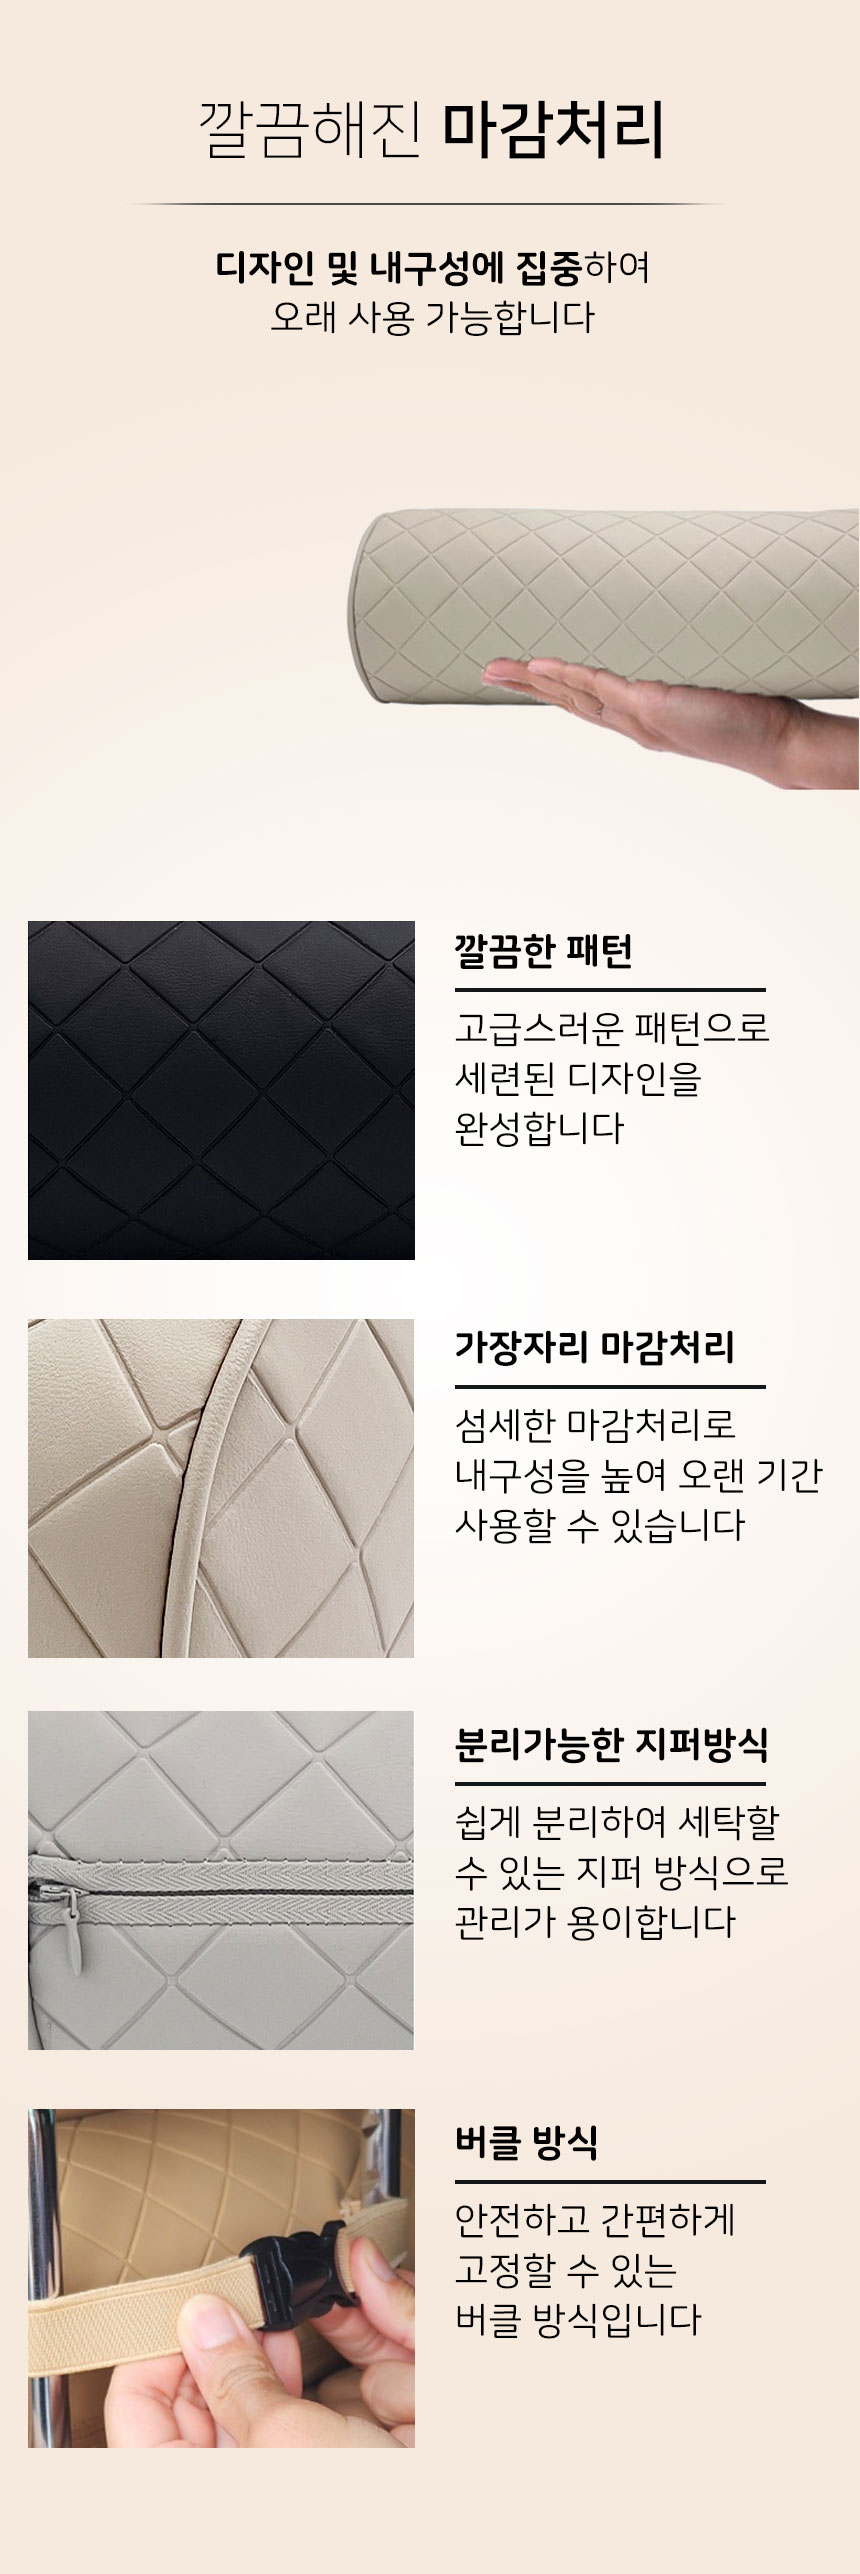 깔끔해진 마감처리
디자인 및 내구성에 집중하여
오래 사용 가능합니다
깔끔한 패턴
고급스러운 패턴으로
세련된 디자인을
완성합니다
가장자리 마감처리
섬세한 마감처리로
내구성을 높여 오랜 기간
사용할 수 있습니다
분리가능한 지퍼방식
쉽게 분리하여 세탁할
수 있는 지퍼 방식으로
관리가 용이합니다
버클 방식
안전하고 간편하게
고정할 수 있는
버클 방식입니다